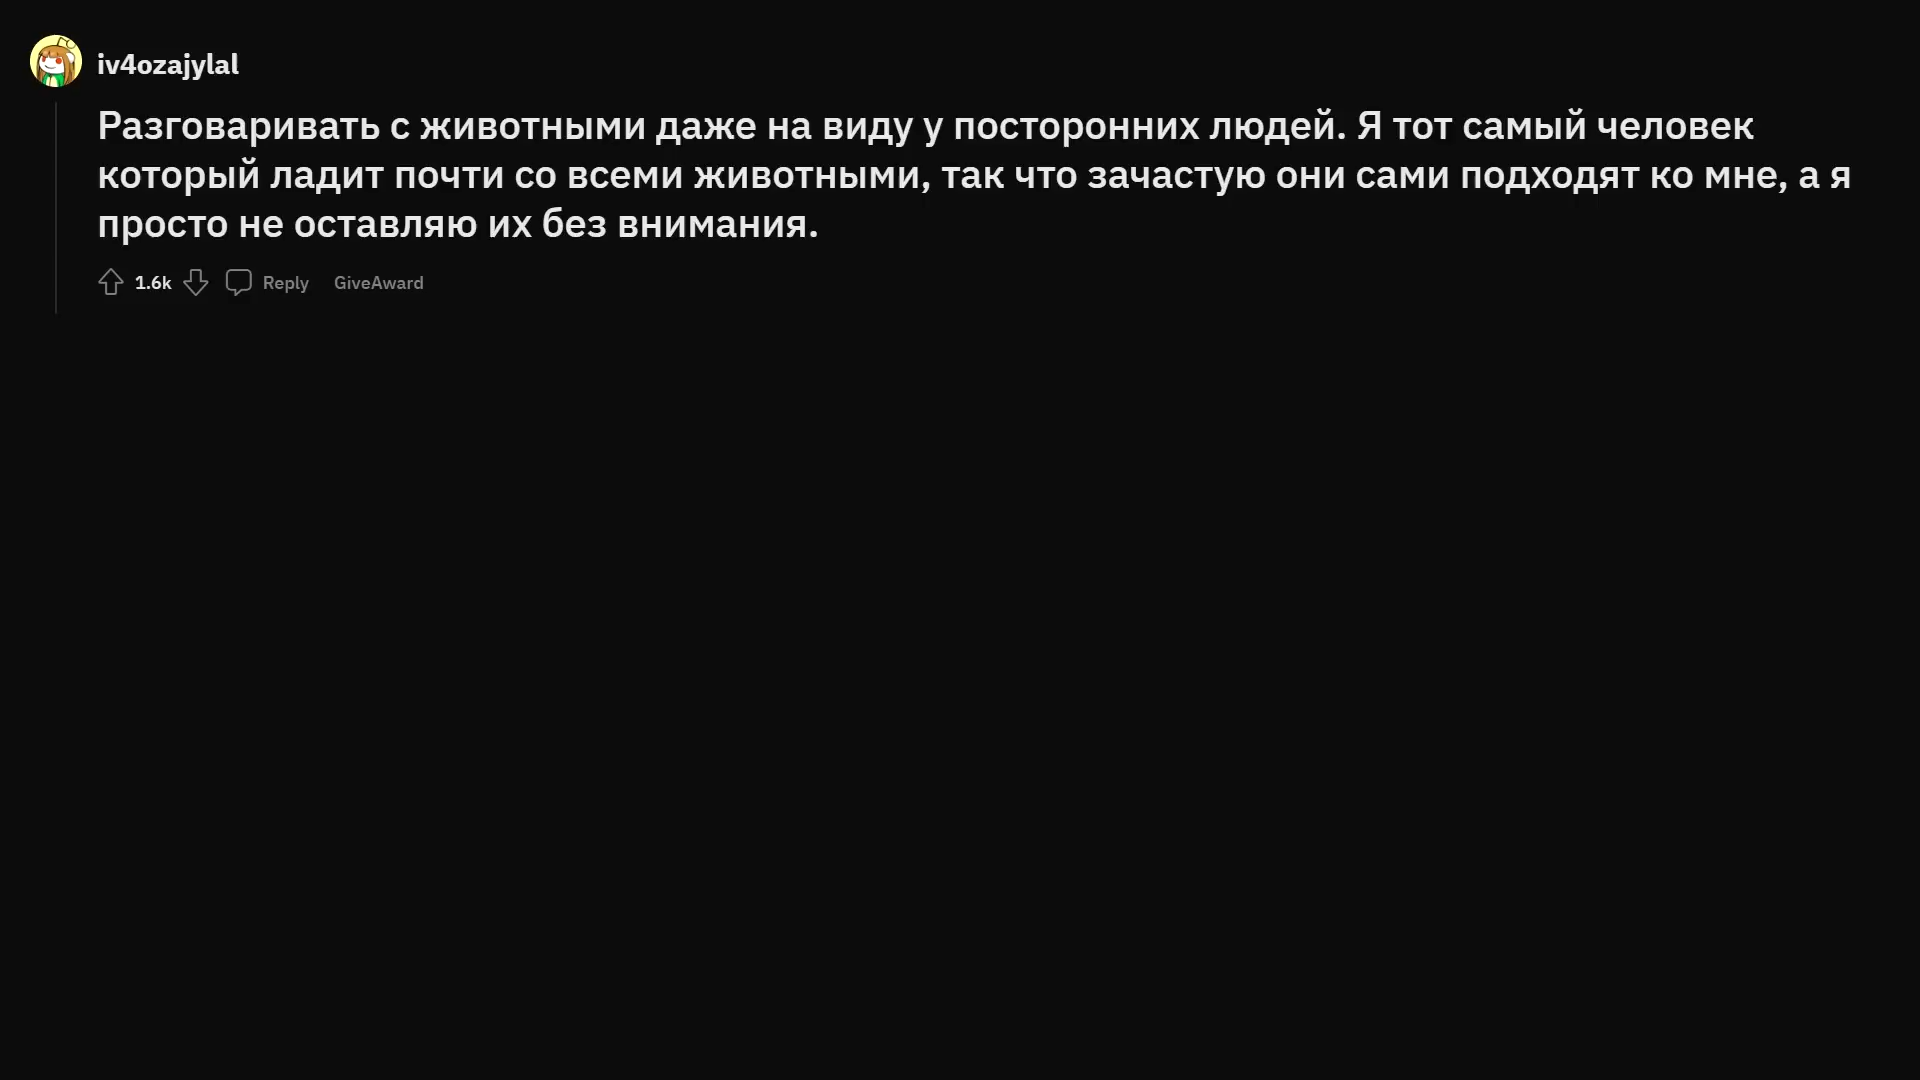 iv4ozajylal
Разговаривать с животными даже на виду у посторонних людей. Я тот самый человек
который ладит почти со всеми животными, так что зачастую они сами подходят ко мне, а я
просто не оставляю их без внимания.
1.6k Reply GiveAward